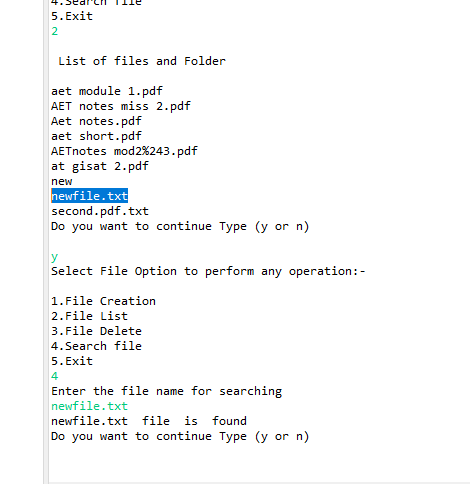 4.Search file
5.Exit
2
List of files and Folder
aet module 1.pdf
AET notes miss 2.pdf
Aet notes.pdf
aet short.pdf
AETnotes mod2%243.pdf
at gisat 2.pdf
new
newfile.txt
second.pdf.txt
Do you want to continue Type (y or n)
y
Select File Option to perform any operation:-
1.File Creation
2.File List
3.File Delete
4.Search file
5.Exit
4
Enter the file name for searching
newfile.txt
newfile.txt  file  is  found
Do you want to continue Type (y or n)